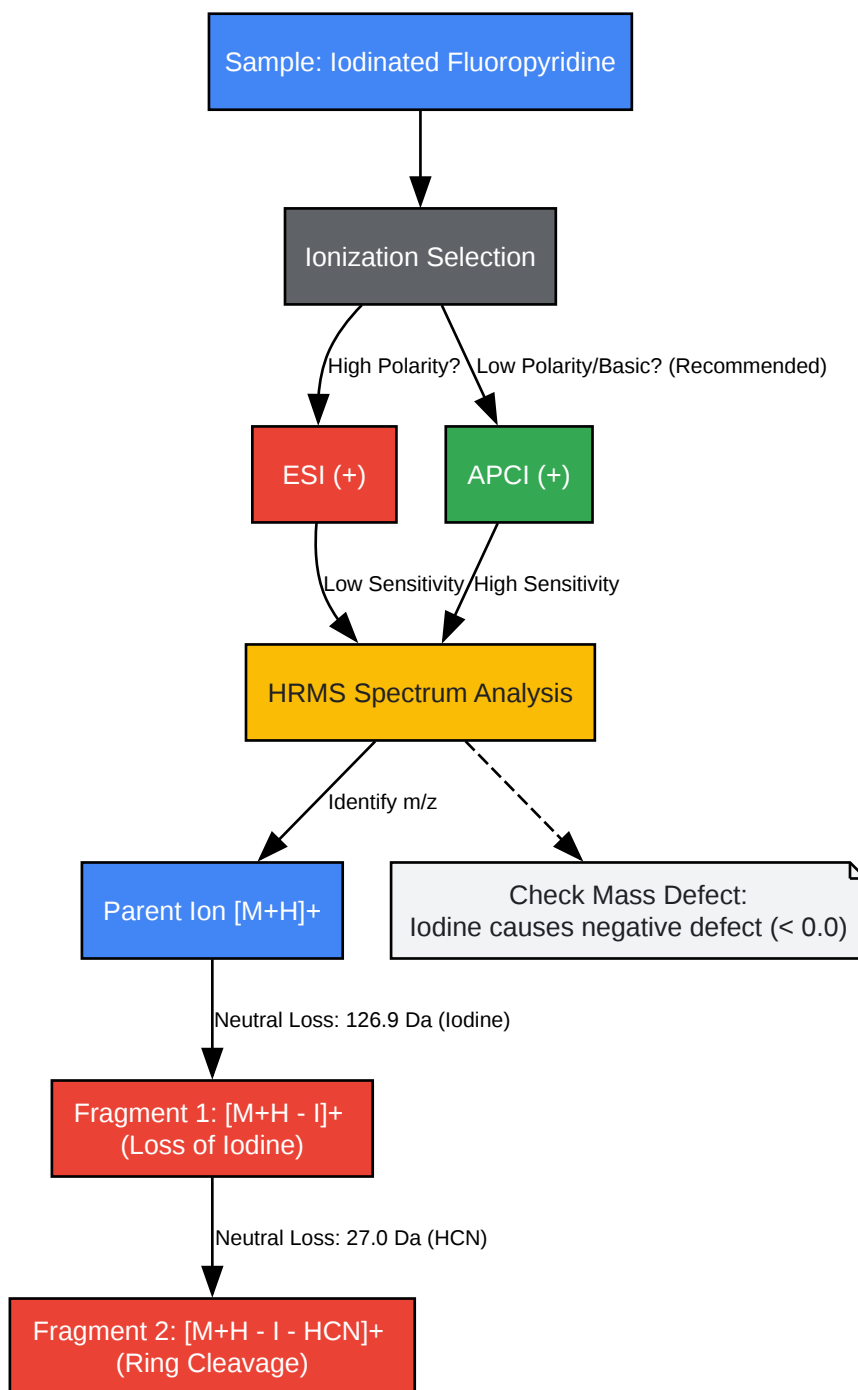 Sample: Iodinated Fluoropyridine
Ionization Selection
High Polarity?
Low Polarity/Basic? (Recommended)
ESI (+)
APCI (+)
Low Sensitivity
High Sensitivity
HRMS Spectrum Analysis
Identify m/z
Parent Ion [M+H]+
Check Mass Defect:
Iodine causes negative defect (< 0.0)
Neutral Loss: 126.9 Da (Iodine)
Fragment 1: [M+H - I]+
(Loss of Iodine)
Neutral Loss: 27.0 Da (HCN)
Fragment 2: [M+H - I - HCN]+
(Ring Cleavage)